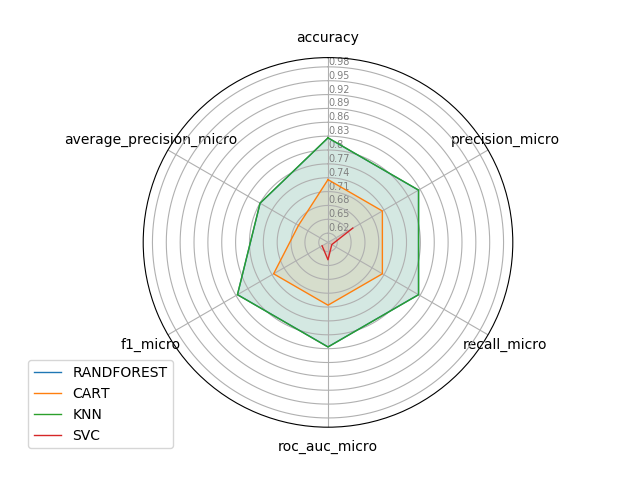 accuracy
0.98
0.95
0.92
0.89
0.86
0.83
0.8
0.77
0.74
0.71
0.68
0.65
0.62
average_precision_micro
precision_micro
f1_micro
recall_micro
roc_auc_micro
RANDFOREST
CART
KNN
SVC